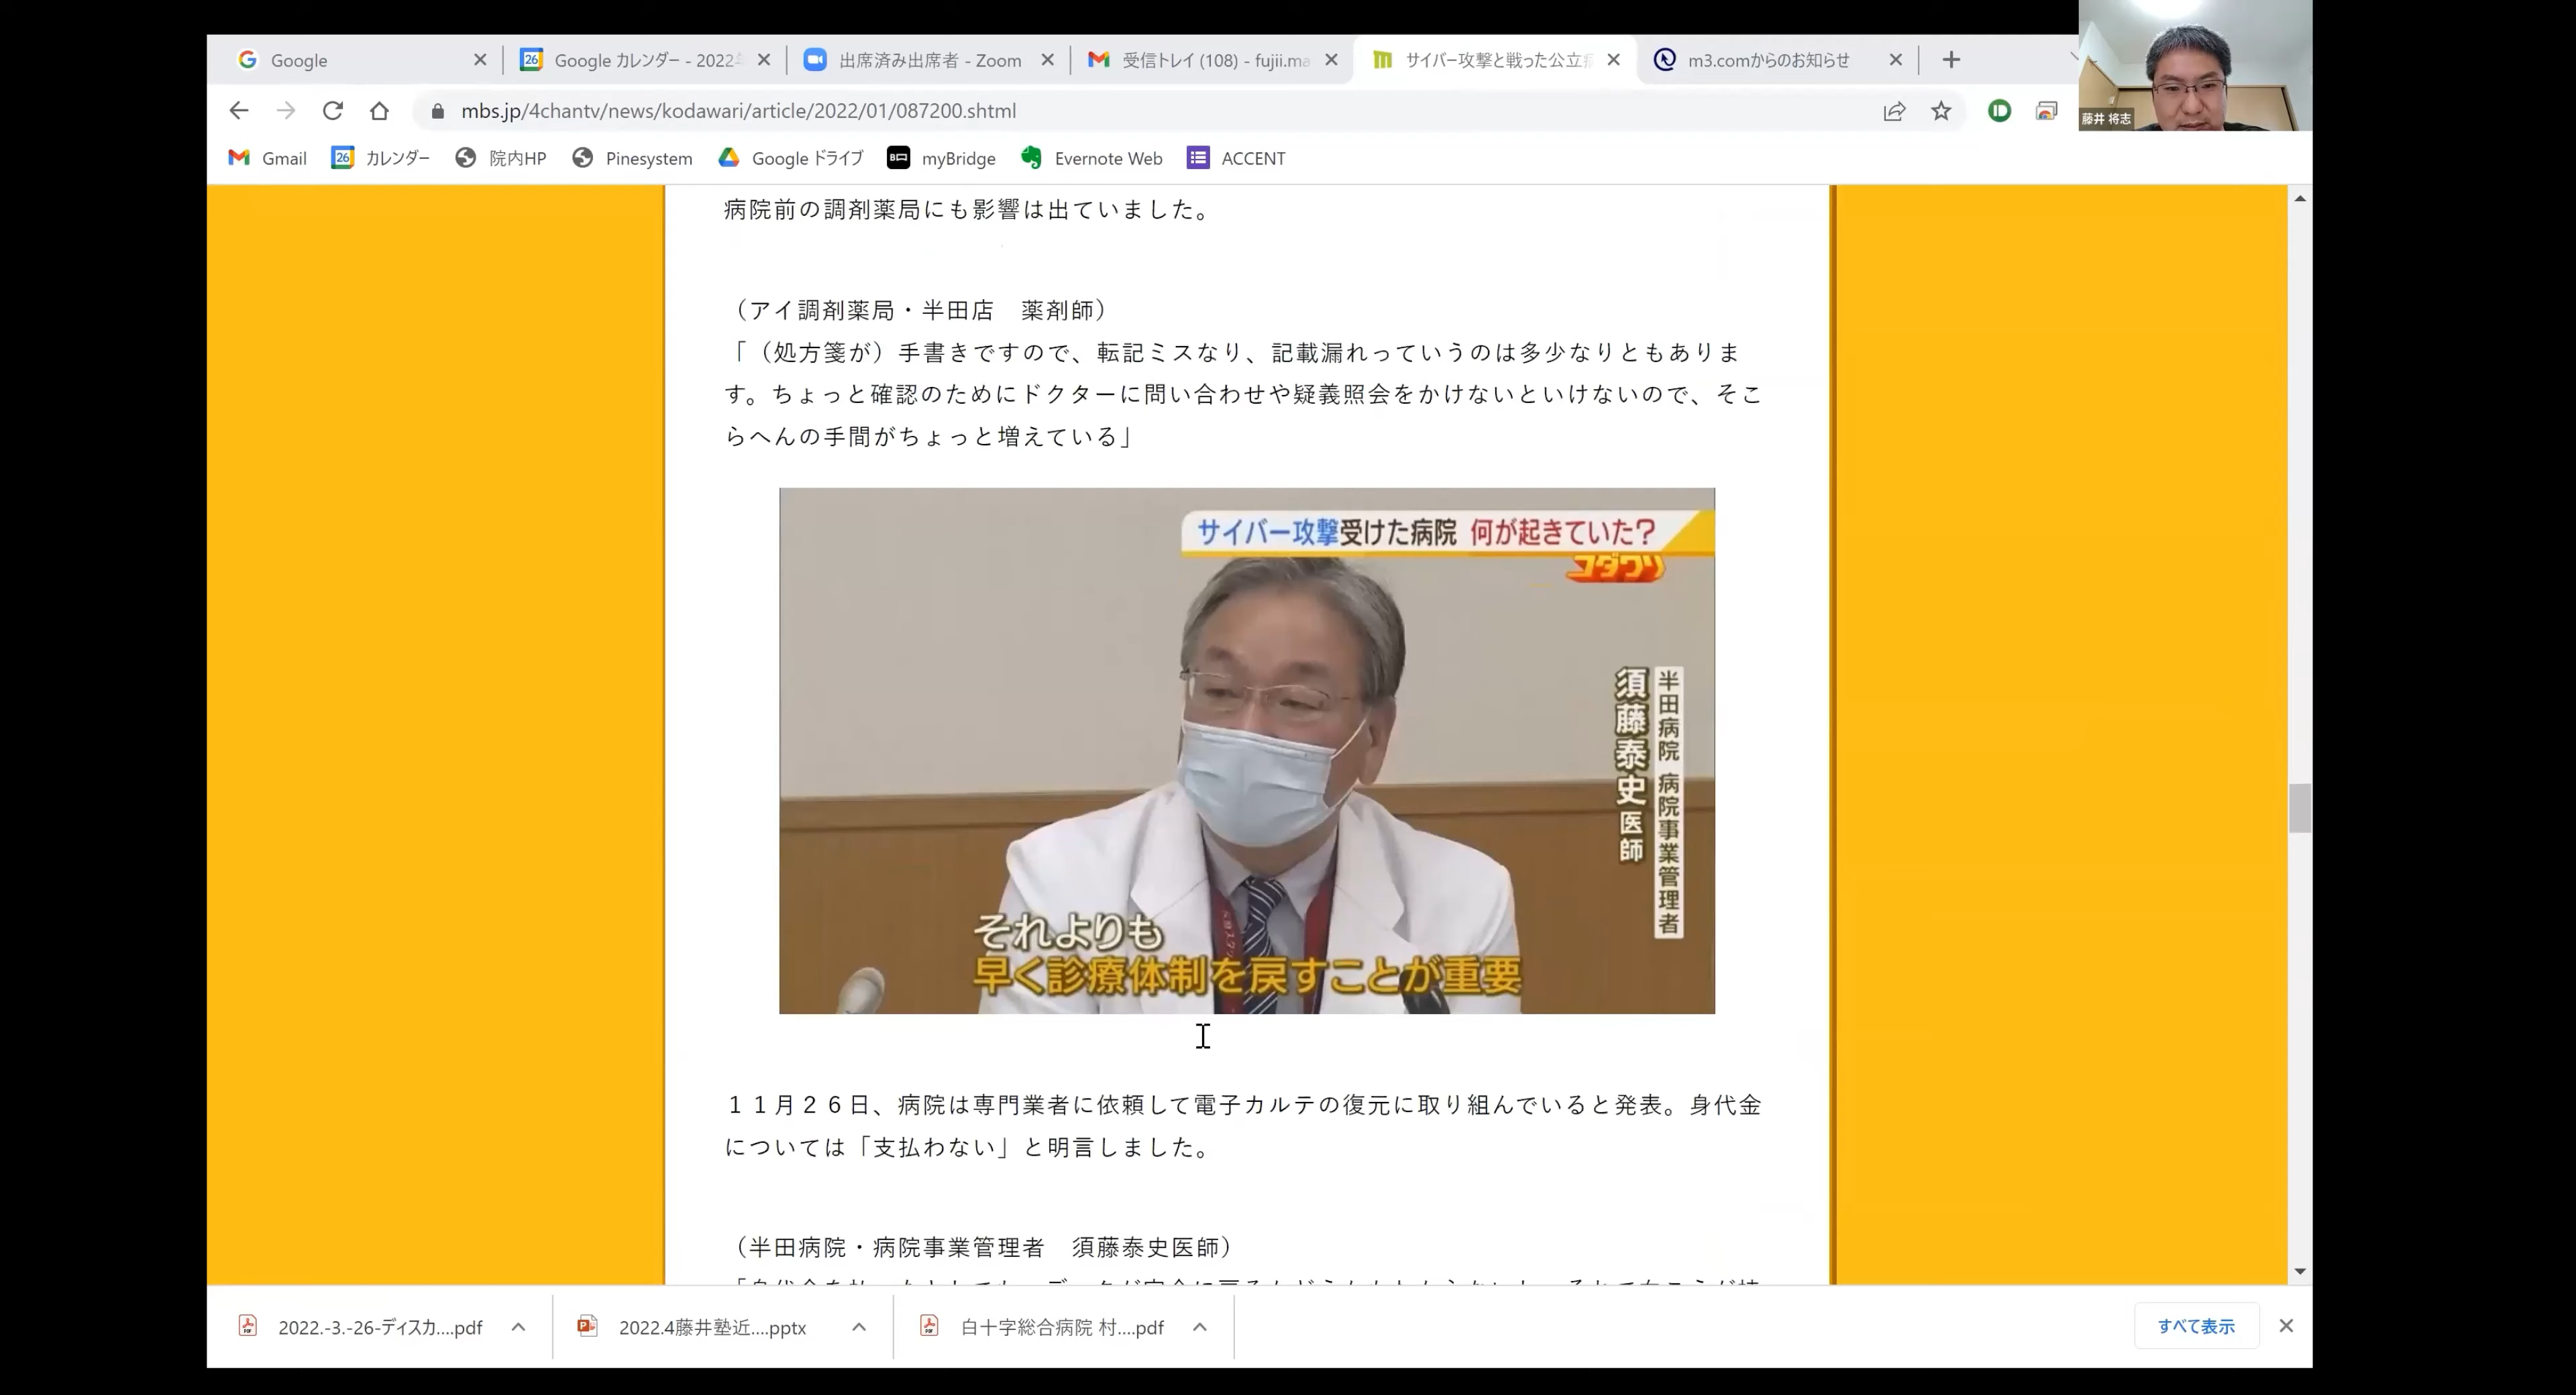 Google
Google カレンダー - 2022
出席済み出席者 - Zoom
受信トレイ (108) - fujii.ma
サイバー攻撃と戦った公立
m3.comからのお知らせ
mbs.jp/4chantv/news/kodawari/article/2022/01/087200.shtml
藤井 将志
Gmail
26
カレンダー
院内HP
Pinesystem
Google ドライブ
myBridge
Evernote Web
ACCENT
病院前の調剤薬局にも影響は出ていました。
（アイ調剤薬局・半田店　薬剤師）
「（処方箋が）手書きですので、転記ミスなり、記載漏れっていうのは多少なりともありま
す。ちょっと確認のためにドクターに問い合わせや疑義照会をかけないといけないので、そこ
らへんの手間がちょっと増えている」
サイバー攻撃受けた病院 何が起きていた？
コダワリ
半田病院 病院事業管理者
須藤泰史医師
それよりも
早く診療体制を戻すことが重要
１１月２６日、病院は専門業者に依頼して電子カルテの復元に取り組んでいると発表。身代金
については「支払わない」と明言しました。
（半田病院・病院事業管理者　須藤泰史医師）
2022.-3.-26-ディスカ....pdf
2022.4藤井塾近....pptx
白十字総合病院 村....pdf
すべて表示